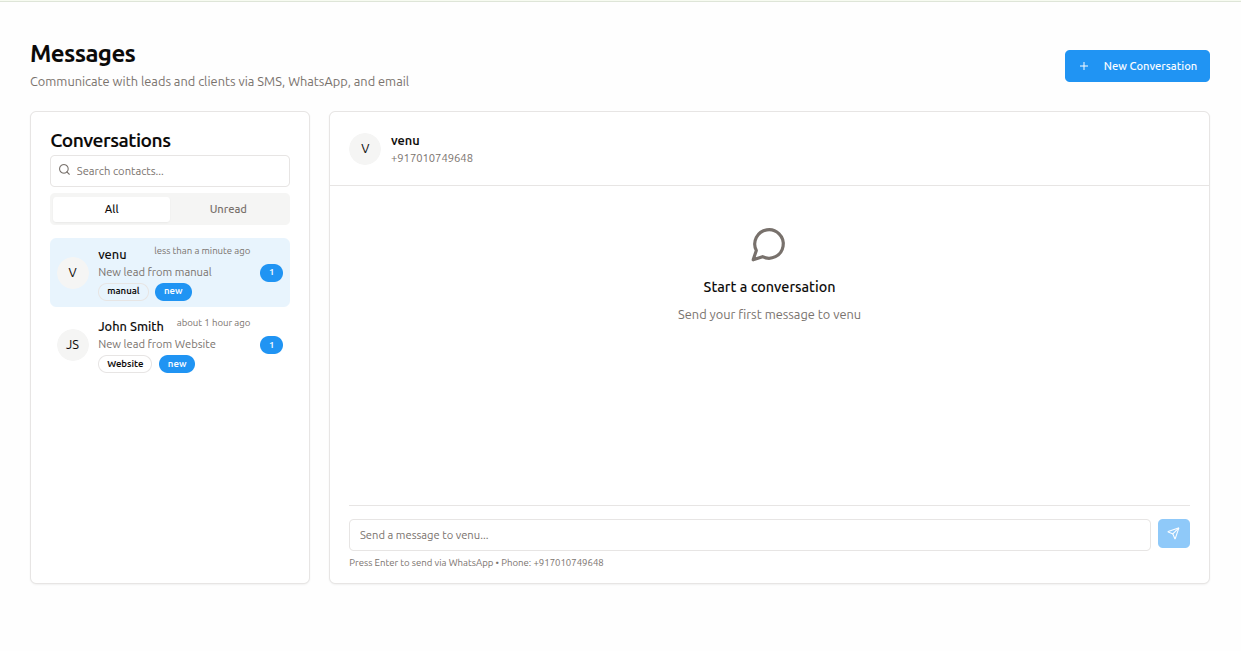 Messages
Communicate with leads and clients via SMS, WhatsApp, and email
+ New Conversation
Conversations
Search contacts...
All
Unread
V
venu
less than a minute ago
New lead from manual
1
manual
new
JS
John Smith
about 1 hour ago
New lead from Website
1
Website
new
V
venu
+917010749648
Start a conversation
Send your first message to venu
Send a message to venu...
Press Enter to send via WhatsApp • Phone: +917010749648